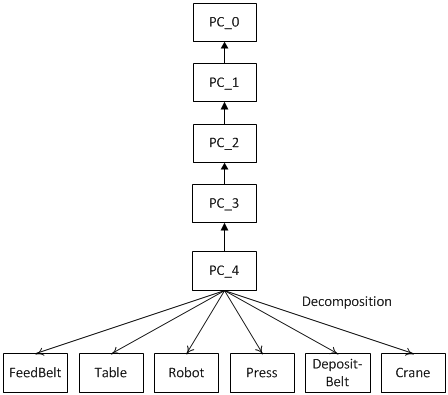 PC_0
PC_1
PC_2
PC_3
PC_4
Decomposition
FeedBelt
Table
Robot
Press
Deposit-
Belt
Crane